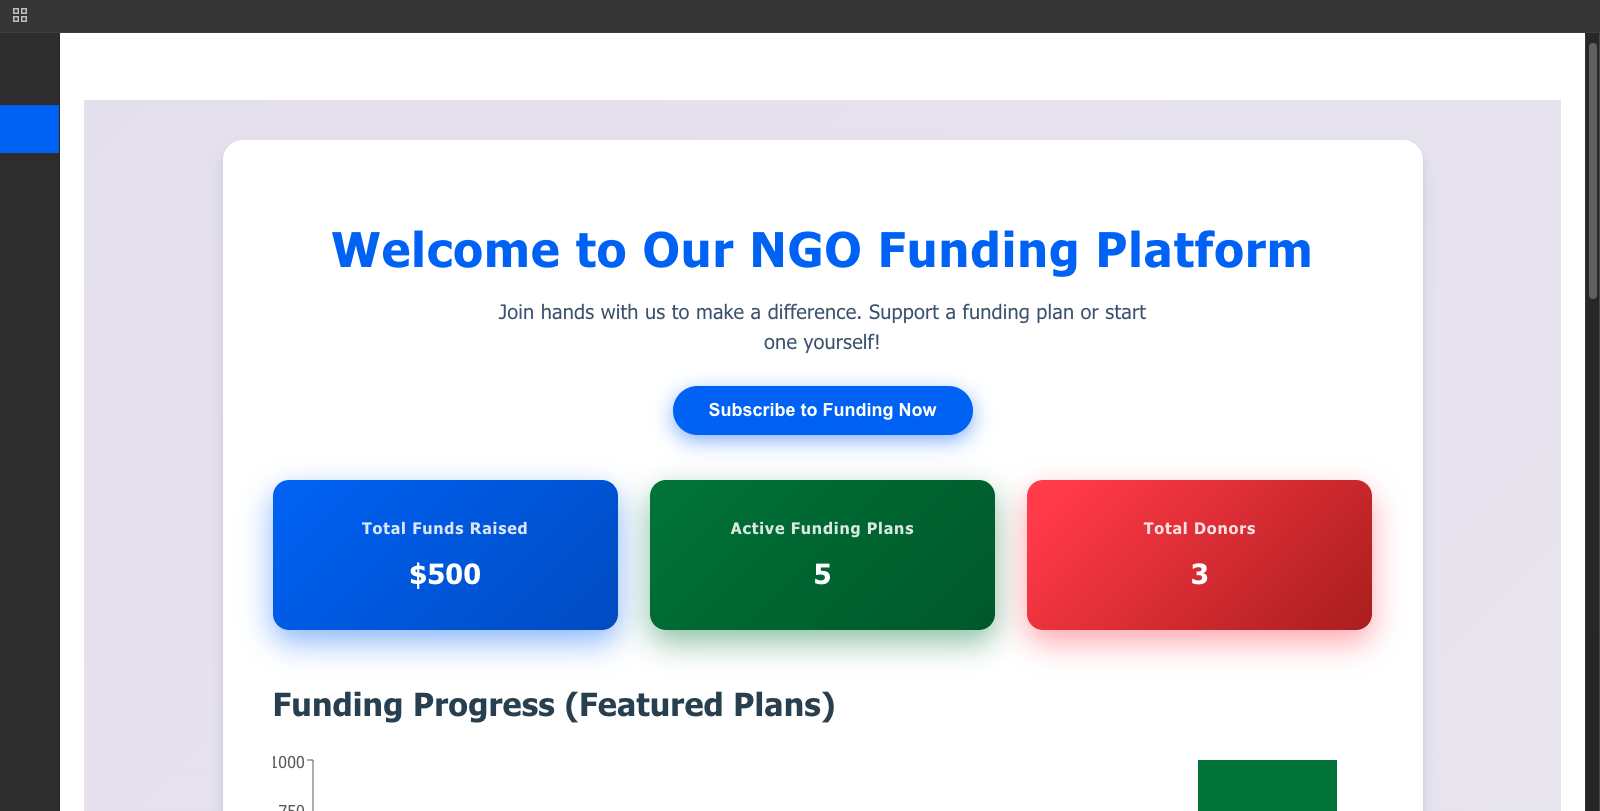 Welcome to Our NGO Funding Platform
Join hands with us to make a difference. Support a funding plan or start
one yourself!
Subscribe to Funding Now
Total Funds Raised
$500
Active Funding Plans
5
Total Donors
3
Funding Progress (Featured Plans)
1000
750